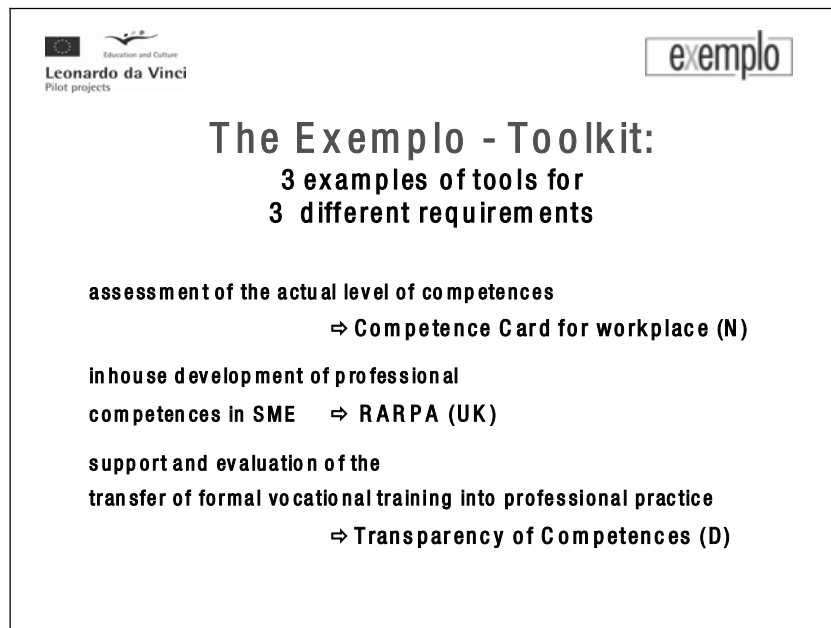 Education and Culture
Leonardo da Vinci
Pilot projects
exemplo
The Exemplo - Toolkit:
3 examples of tools for
3 different requirements
assessment of the actual level of competences
⇨ Competence Card for workplace (N)
inhouse development of professional
competences in SME ⇨ RARPA (UK)
support and evaluation of the
transfer of formal vocational training into professional practice
⇨ Transparency of Competences (D)